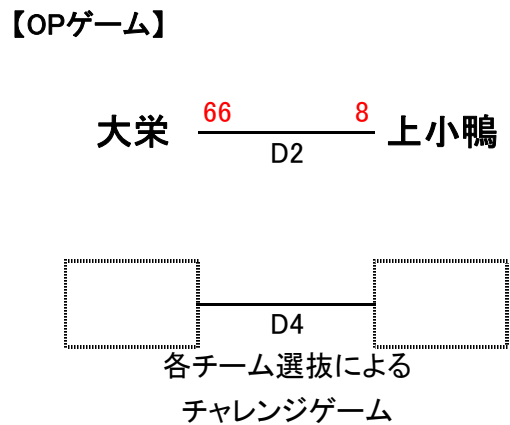 【OPゲーム】
大栄 66 8 上小鴨
D2
D4
各チーム選抜による
チャレンジゲーム